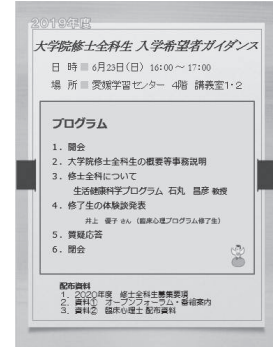 2019年度
大学院修士全科生 入学希望者ガイダンス
日 時 ■ 6月23日(日) 16:00～17:00
場 所 ■ 愛媛学習センター 4階 講義室1・2
プログラム
1. 開会
2. 大学院修士全科生の概要等事務説明
3. 修士全科について
生活健康科学プログラム 石丸 昌彦 教授
4. 修了生の体験談発表
井上 優子 さん (臨床心理プログラム修了生)
5. 質疑応答
6. 閉会
配布資料
1. 2020年度 修士全科生募集要項
2. 資料① オープンフォーラム・番組案内
3. 資料② 臨床心理士 配布資料